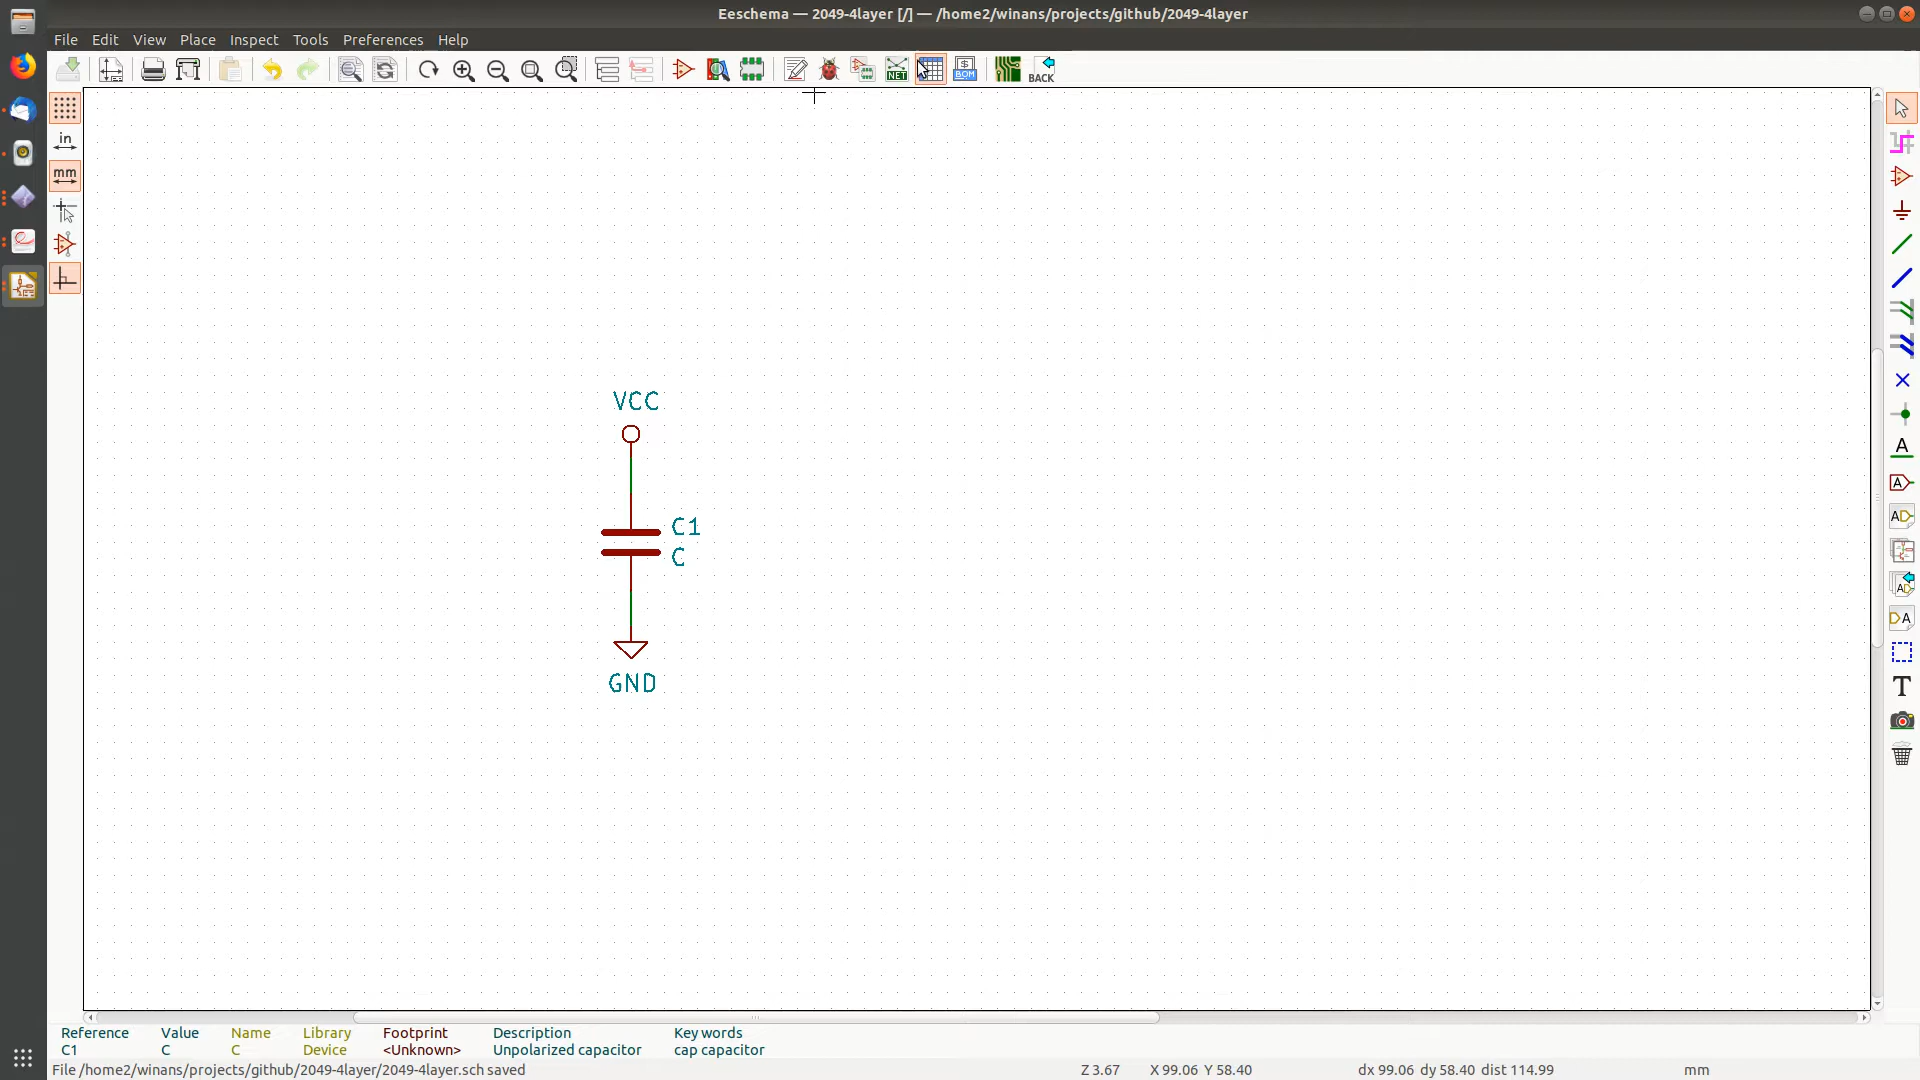 Eeschema — 2049-4layer [/] — /home2/winans/projects/github/2049-4layer
File Edit View Place Inspect Tools Preferences Help
NET $ BOM BACK
in
mm
A
A
A
A
A
T
VCC
C1
C
GND
Reference Value Name Library Footprint Description Key words
C1 C C Device <Unknown> Unpolarized capacitor cap capacitor
File /home2/winans/projects/github/2049-4layer/2049-4layer.sch saved Z 3.67 X 99.06 Y 58.40 dx 99.06 dy 58.40 dist 114.99 mm